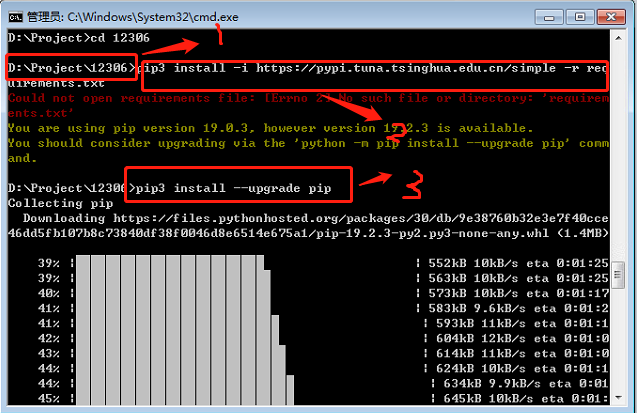 管理员: C:\Windows\System32\cmd.exe
D:\Project>cd 12306
1
D:\Project\12306>pip3 install -i https://pypi.tuna.tsinghua.edu.cn/simple -r req
uirements.txt
Could not open requirements file: [Errno 2] No such file or directory: 'requirem
ents.txt'
2
You are using pip version 19.0.3, however version 19.2.3 is available.
You should consider upgrading via the 'python -m pip install --upgrade pip' comm
and.
D:\Project\12306>pip3 install --upgrade pip
3
Collecting pip
Downloading https://files.pythonhosted.org/packages/30/db/9e38760b32e3e7f40cce
46dd5fb107b8c73840df38f0046d8e6514e675a1/pip-19.2.3-py2.py3-none-any.whl (1.4MB)
39% | | 552kB 10kB/s eta 0:01:25
39% | | 563kB 10kB/s eta 0:01:25
40% | | 573kB 10kB/s eta 0:01:17
41% | | 583kB 9.6kB/s eta 0:01:2
41% | | 593kB 11kB/s eta 0:01:1
42% | | 604kB 12kB/s eta 0:01:0
43% | | 614kB 11kB/s eta 0:01:0
44% | | 624kB 10kB/s eta 0:01:1
44% | | 634kB 9.9kB/s eta 0:01
45% | | 645kB 10kB/s eta 0:01